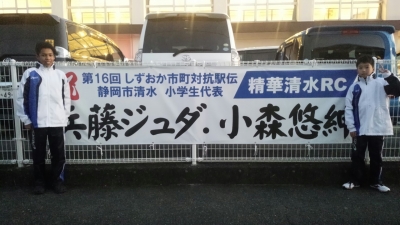 第16回 しずおか市町対抗駅伝
静岡市清水 小学生代表
精華清水RC
兵藤ジュダ.小森悠